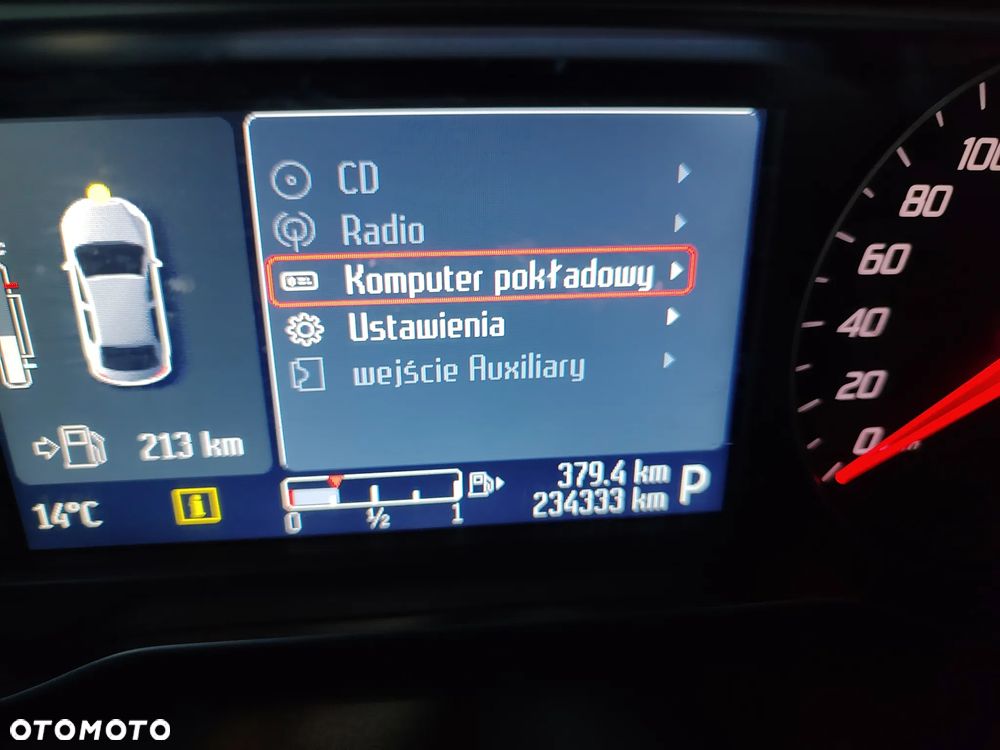 CD
Radio
Komputer pokładowy
Ustawienia
wejście Auxiliary
213 km
14°C
i
0 ½ 1
379.4 km
234333 km
P
100
80
60
40
20
0
OTOMOTO